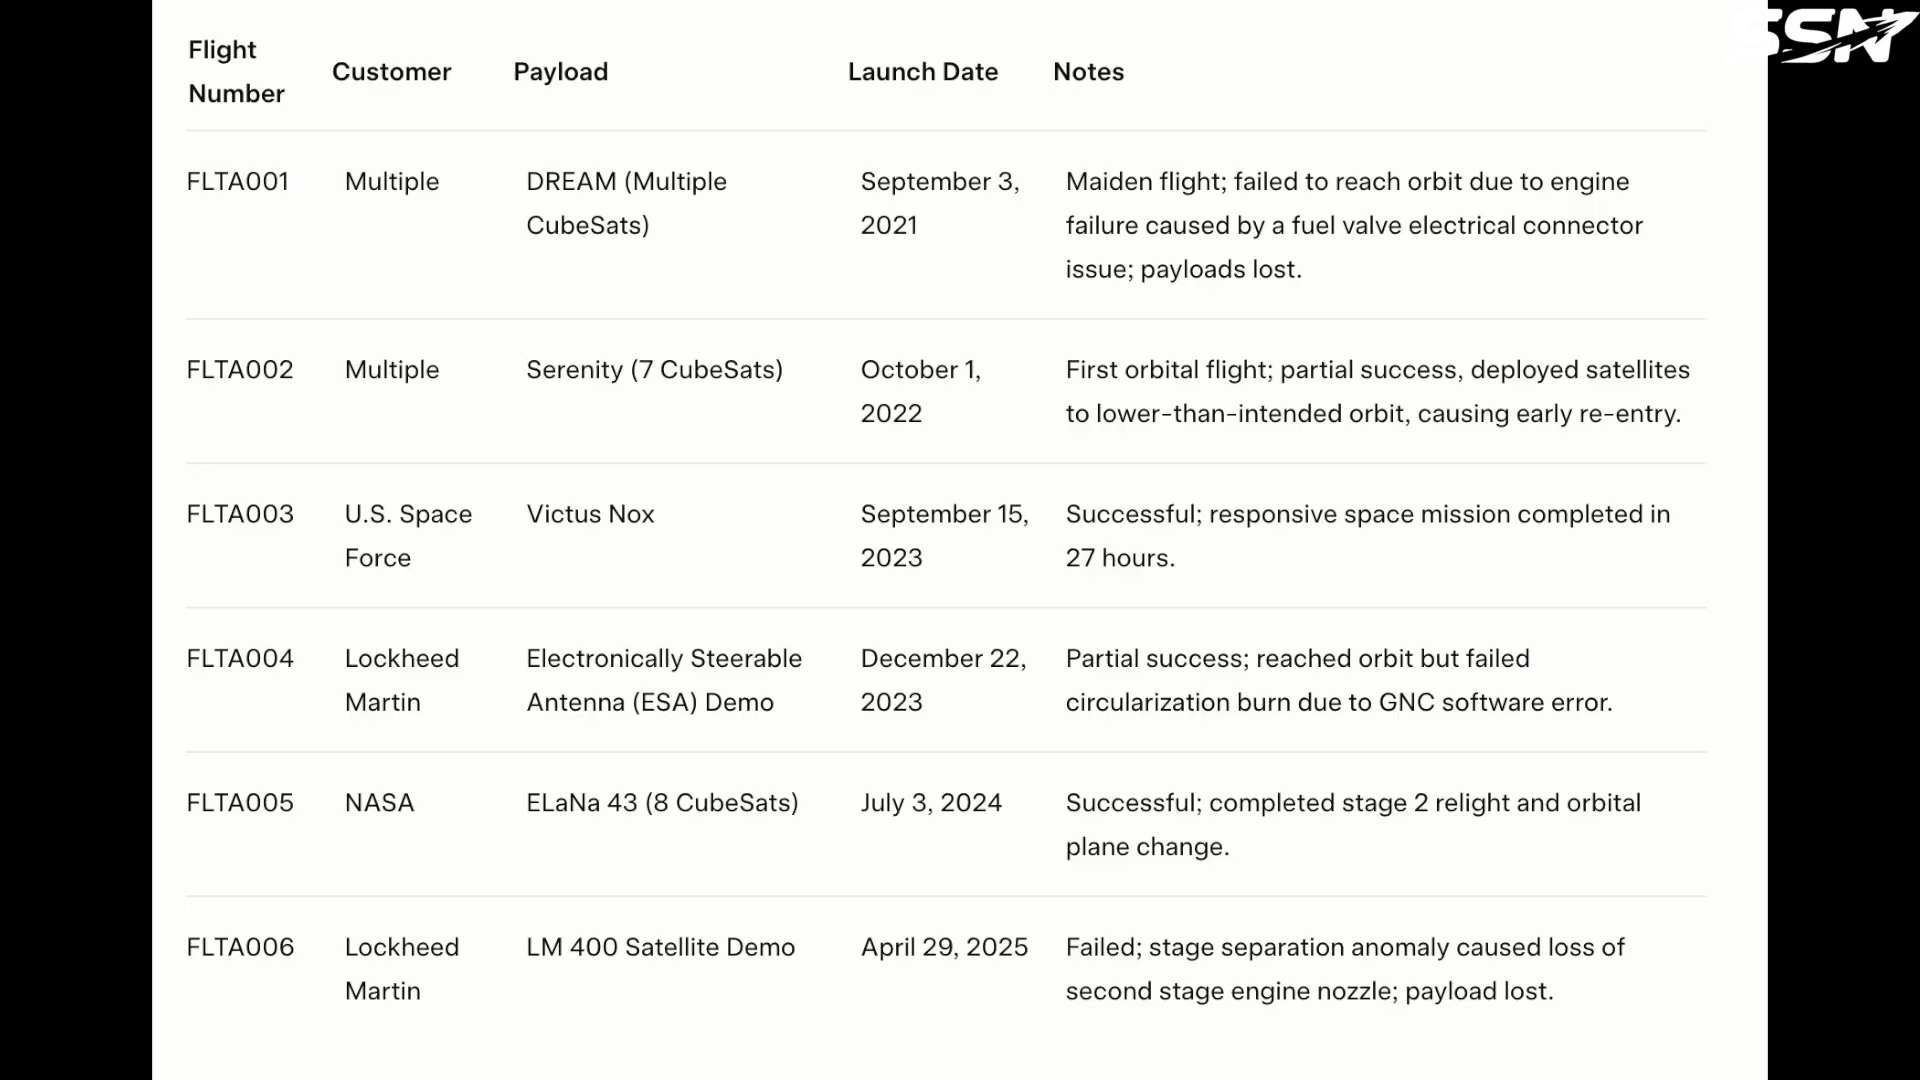 SSN
Flight
Number
Customer
Payload
Launch Date
Notes
FLTA001
Multiple
DREAM (Multiple
CubeSats)
September 3,
2021
Maiden flight; failed to reach orbit due to engine
failure caused by a fuel valve electrical connector
issue; payloads lost.
FLTA002
Multiple
Serenity (7 CubeSats)
October 1,
2022
First orbital flight; partial success, deployed satellites
to lower-than-intended orbit, causing early re-entry.
FLTA003
U.S. Space
Force
Victus Nox
September 15,
2023
Successful; responsive space mission completed in
27 hours.
FLTA004
Lockheed
Martin
Electronically Steerable
Antenna (ESA) Demo
December 22,
2023
Partial success; reached orbit but failed
circularization burn due to GNC software error.
FLTA005
NASA
ELaNa 43 (8 CubeSats)
July 3, 2024
Successful; completed stage 2 relight and orbital
plane change.
FLTA006
Lockheed
Martin
LM 400 Satellite Demo
April 29, 2025
Failed; stage separation anomaly caused loss of
second stage engine nozzle; payload lost.